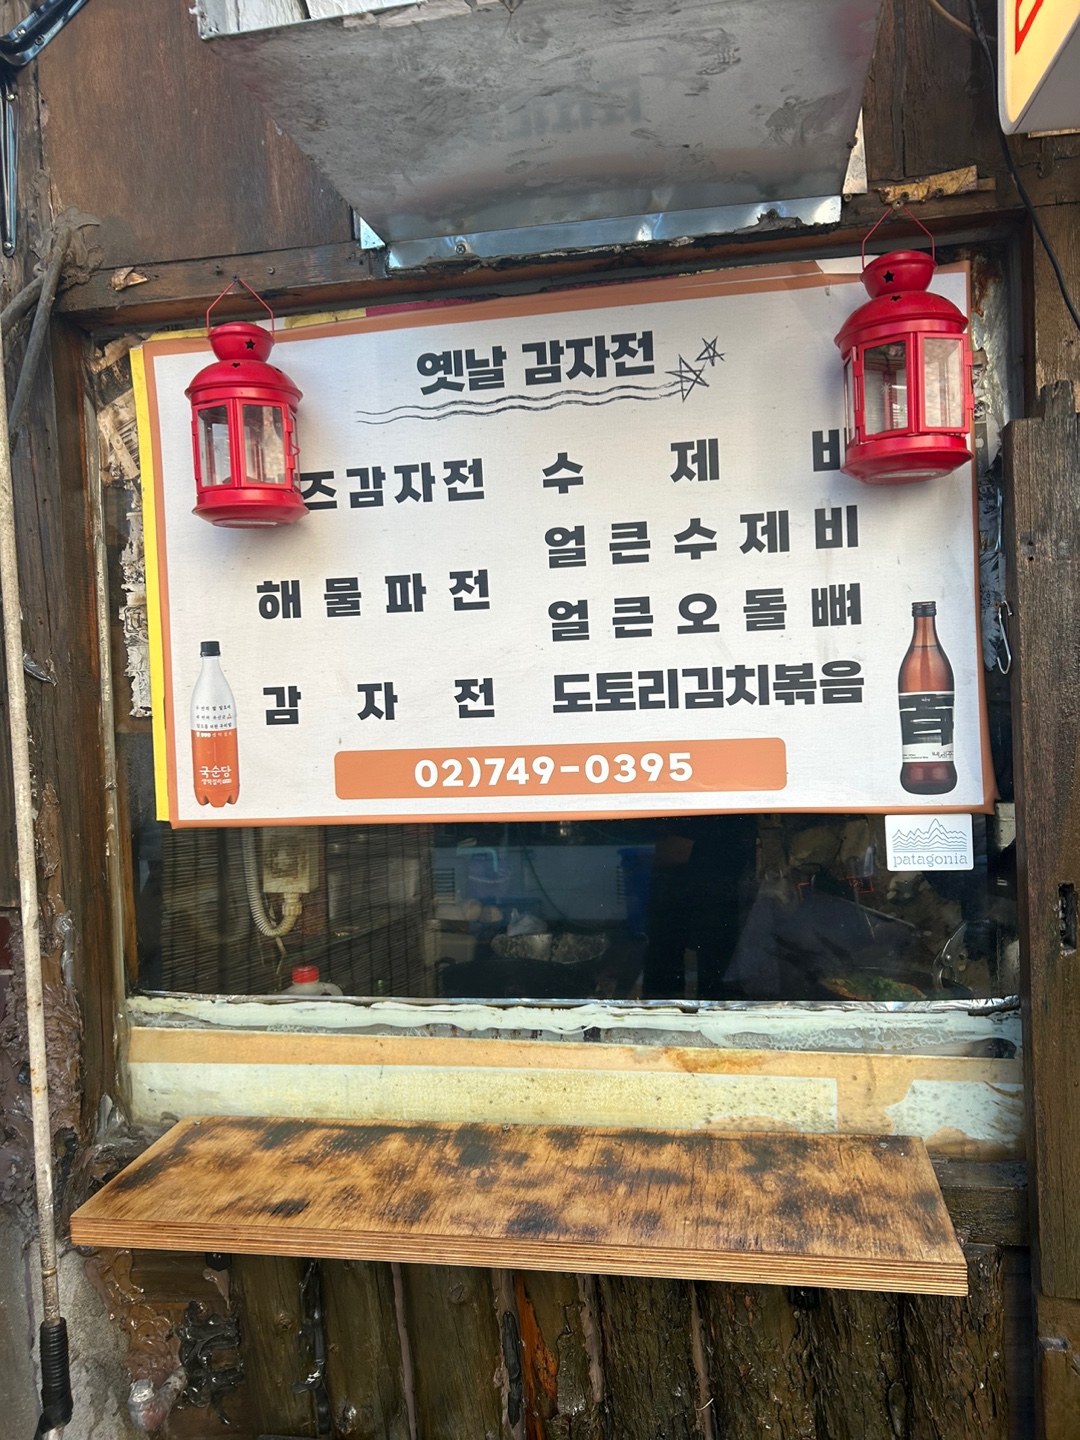 옛날 감자전
즈감자전
해물파전
감자전
수제비
얼큰수제비
얼큰오돌뼈
도토리김치볶음
02)749-0395
국순당
patagonia